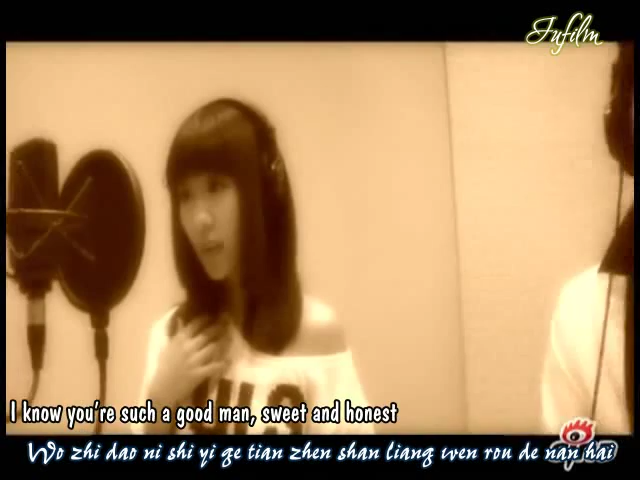 Jufilm
I know you're such a good man, sweet and honest
Wo zhi dao ni shi yi ge tian zhen shan liang wen rou de nan hai